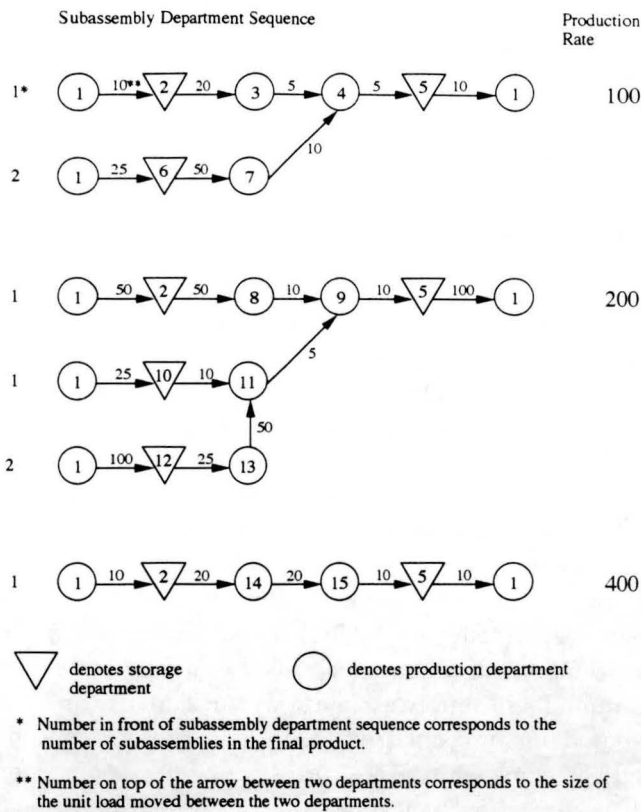 Subassembly Department Sequence
Production
Rate
1* 1 10** 2 20 3 5 4 5 5 10 1 100
10
2 1 25 6 50 7
1 1 50 2 50 8 10 9 10 5 100 1 200
5
1 1 25 10 10 11
50
2 1 100 12 25 13
1 1 10 2 20 14 20 15 10 5 10 1 400
denotes storage
department
denotes production department
* Number in front of subassembly department sequence corresponds to the
number of subassemblies in the final product.
** Number on top of the arrow between two departments corresponds to the size of
the unit load moved between the two departments.